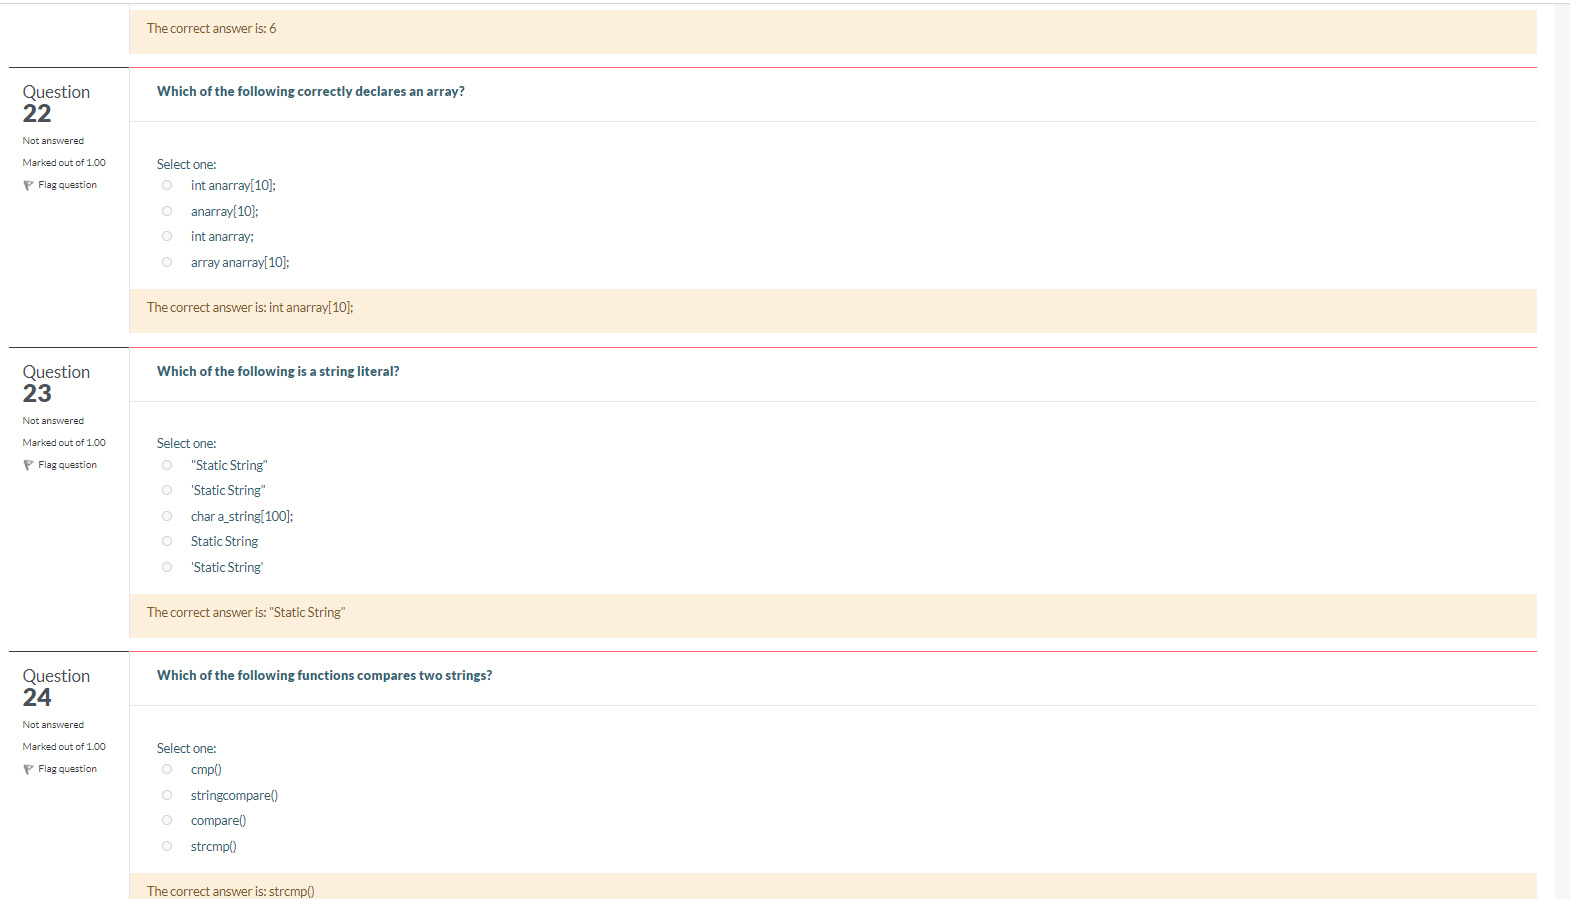 The correct answer is: 6
Question 22
Not answered
Marked out of 1.00
Flag question
Which of the following correctly declares an array?
Select one:
int anarray[10];
anarray{10};
int anarray;
array anarray[10];
The correct answer is: int anarray[10];
Question 23
Not answered
Marked out of 1.00
Flag question
Which of the following is a string literal?
Select one:
"Static String"
'Static String"
char a_string[100];
Static String
'Static String'
The correct answer is: "Static String"
Question 24
Not answered
Marked out of 1.00
Flag question
Which of the following functions compares two strings?
Select one:
cmp()
stringcompare()
compare()
strcmp()
The correct answer is: strcmp()